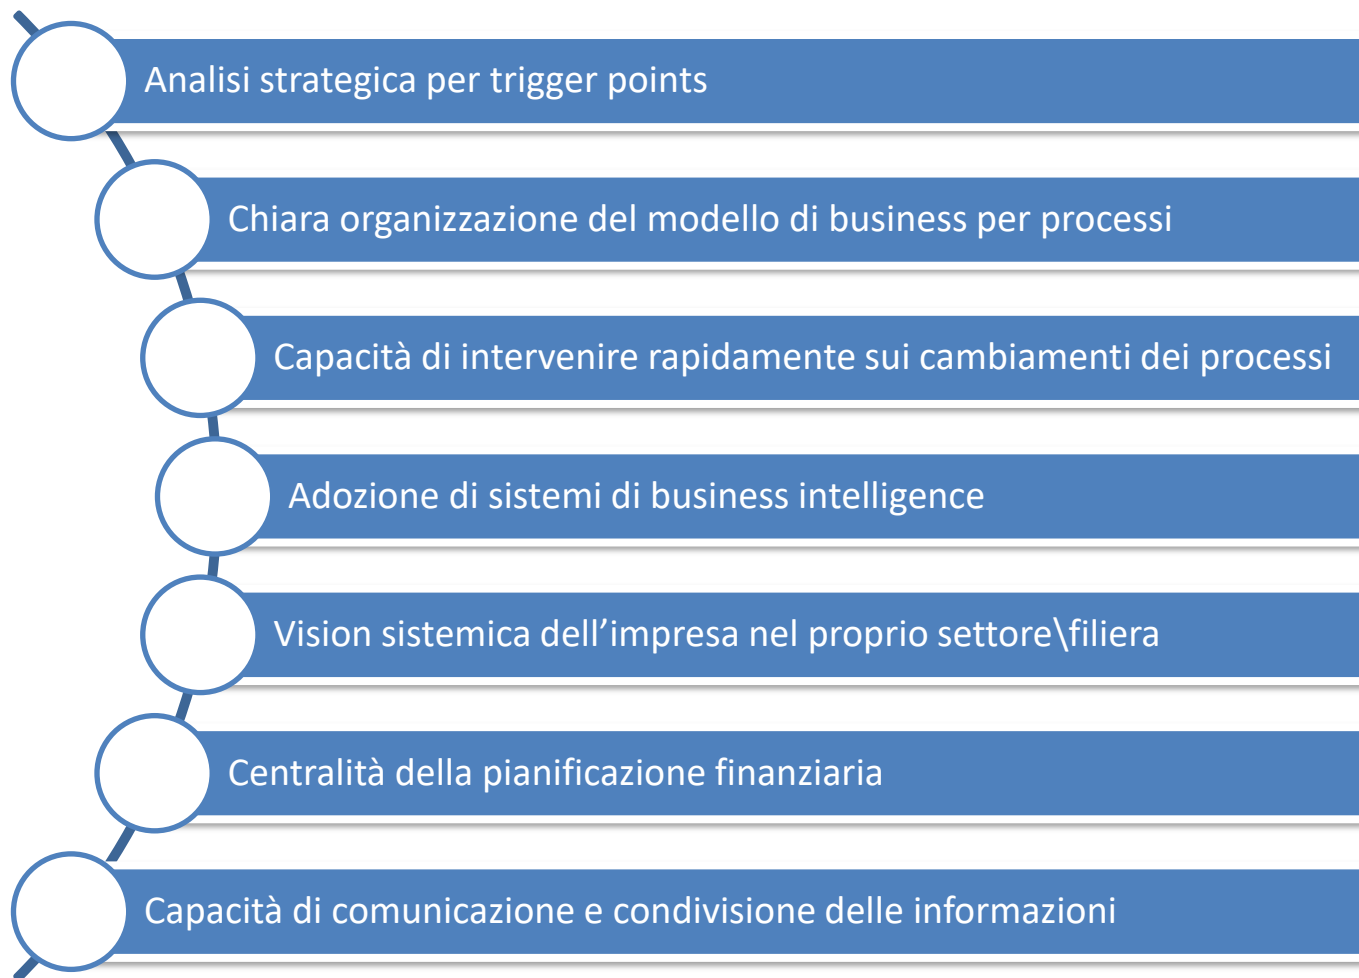 Analisi strategica per trigger points
Chiara organizzazione del modello di business per processi
Capacità di intervenire rapidamente sui cambiamenti dei processi
Adozione di sistemi di business intelligence
Vision sistemica dell’impresa nel proprio settore\filiera
Centralità della pianificazione finanziaria
Capacità di comunicazione e condivisione delle informazioni